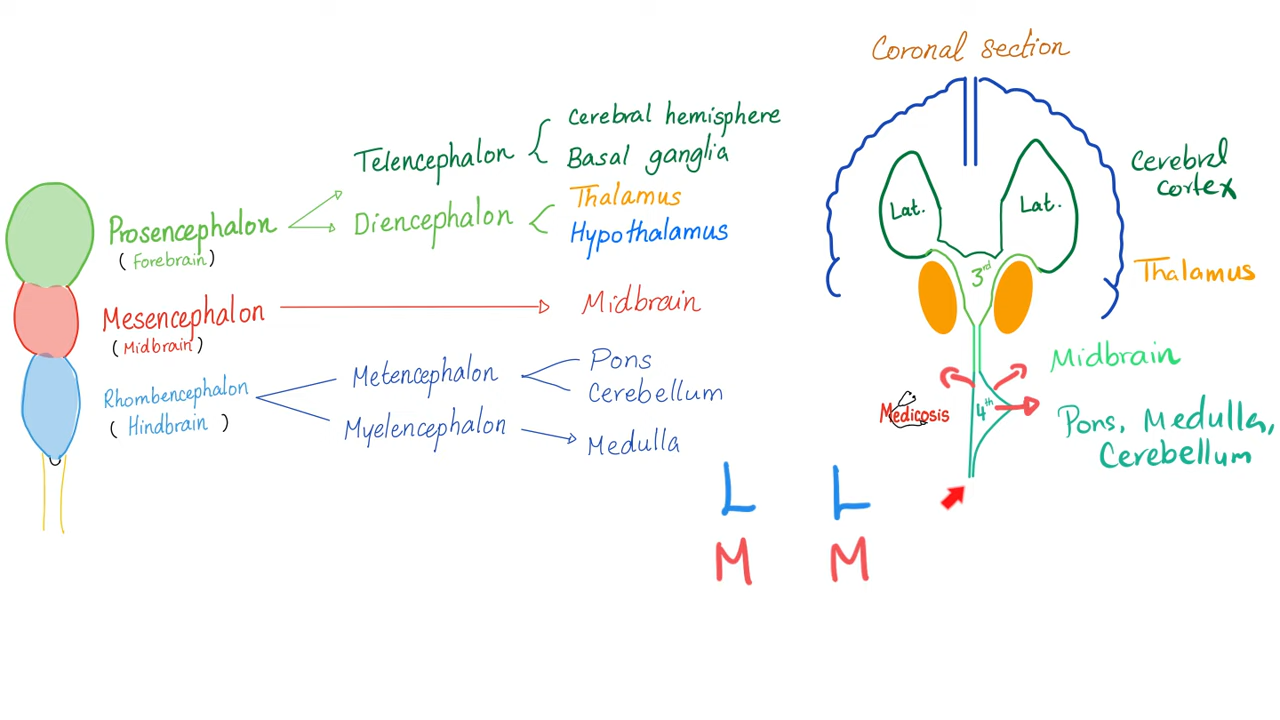 Coronal section
Cerebral hemisphere
Telencephalon
Basal ganglia
Thalamus
Prosencephalon
(Forebrain)
Diencephalon
Hypothalamus
Mesencephalon
(Midbrain)
Midbrain
Rhombencephalon
(Hindbrain)
Metencephalon
Pons
Cerebellum
Myelencephalon
Medulla
Lat.
Lat.
3rd
4th
Cerebral
cortex
Thalamus
Midbrain
Medicosis
Pons, Medulla,
Cerebellum
L L
M M